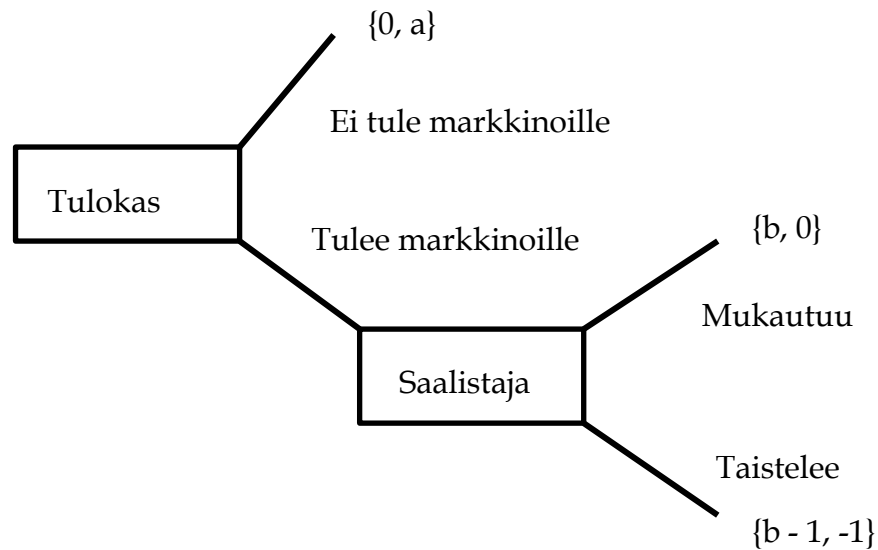 {0, a}
Ei tule markkinoille
Tulokas
Tulee markkinoille
{b, 0}
Mukautuu
Saalistaja
Taistelee
{b - 1, -1}